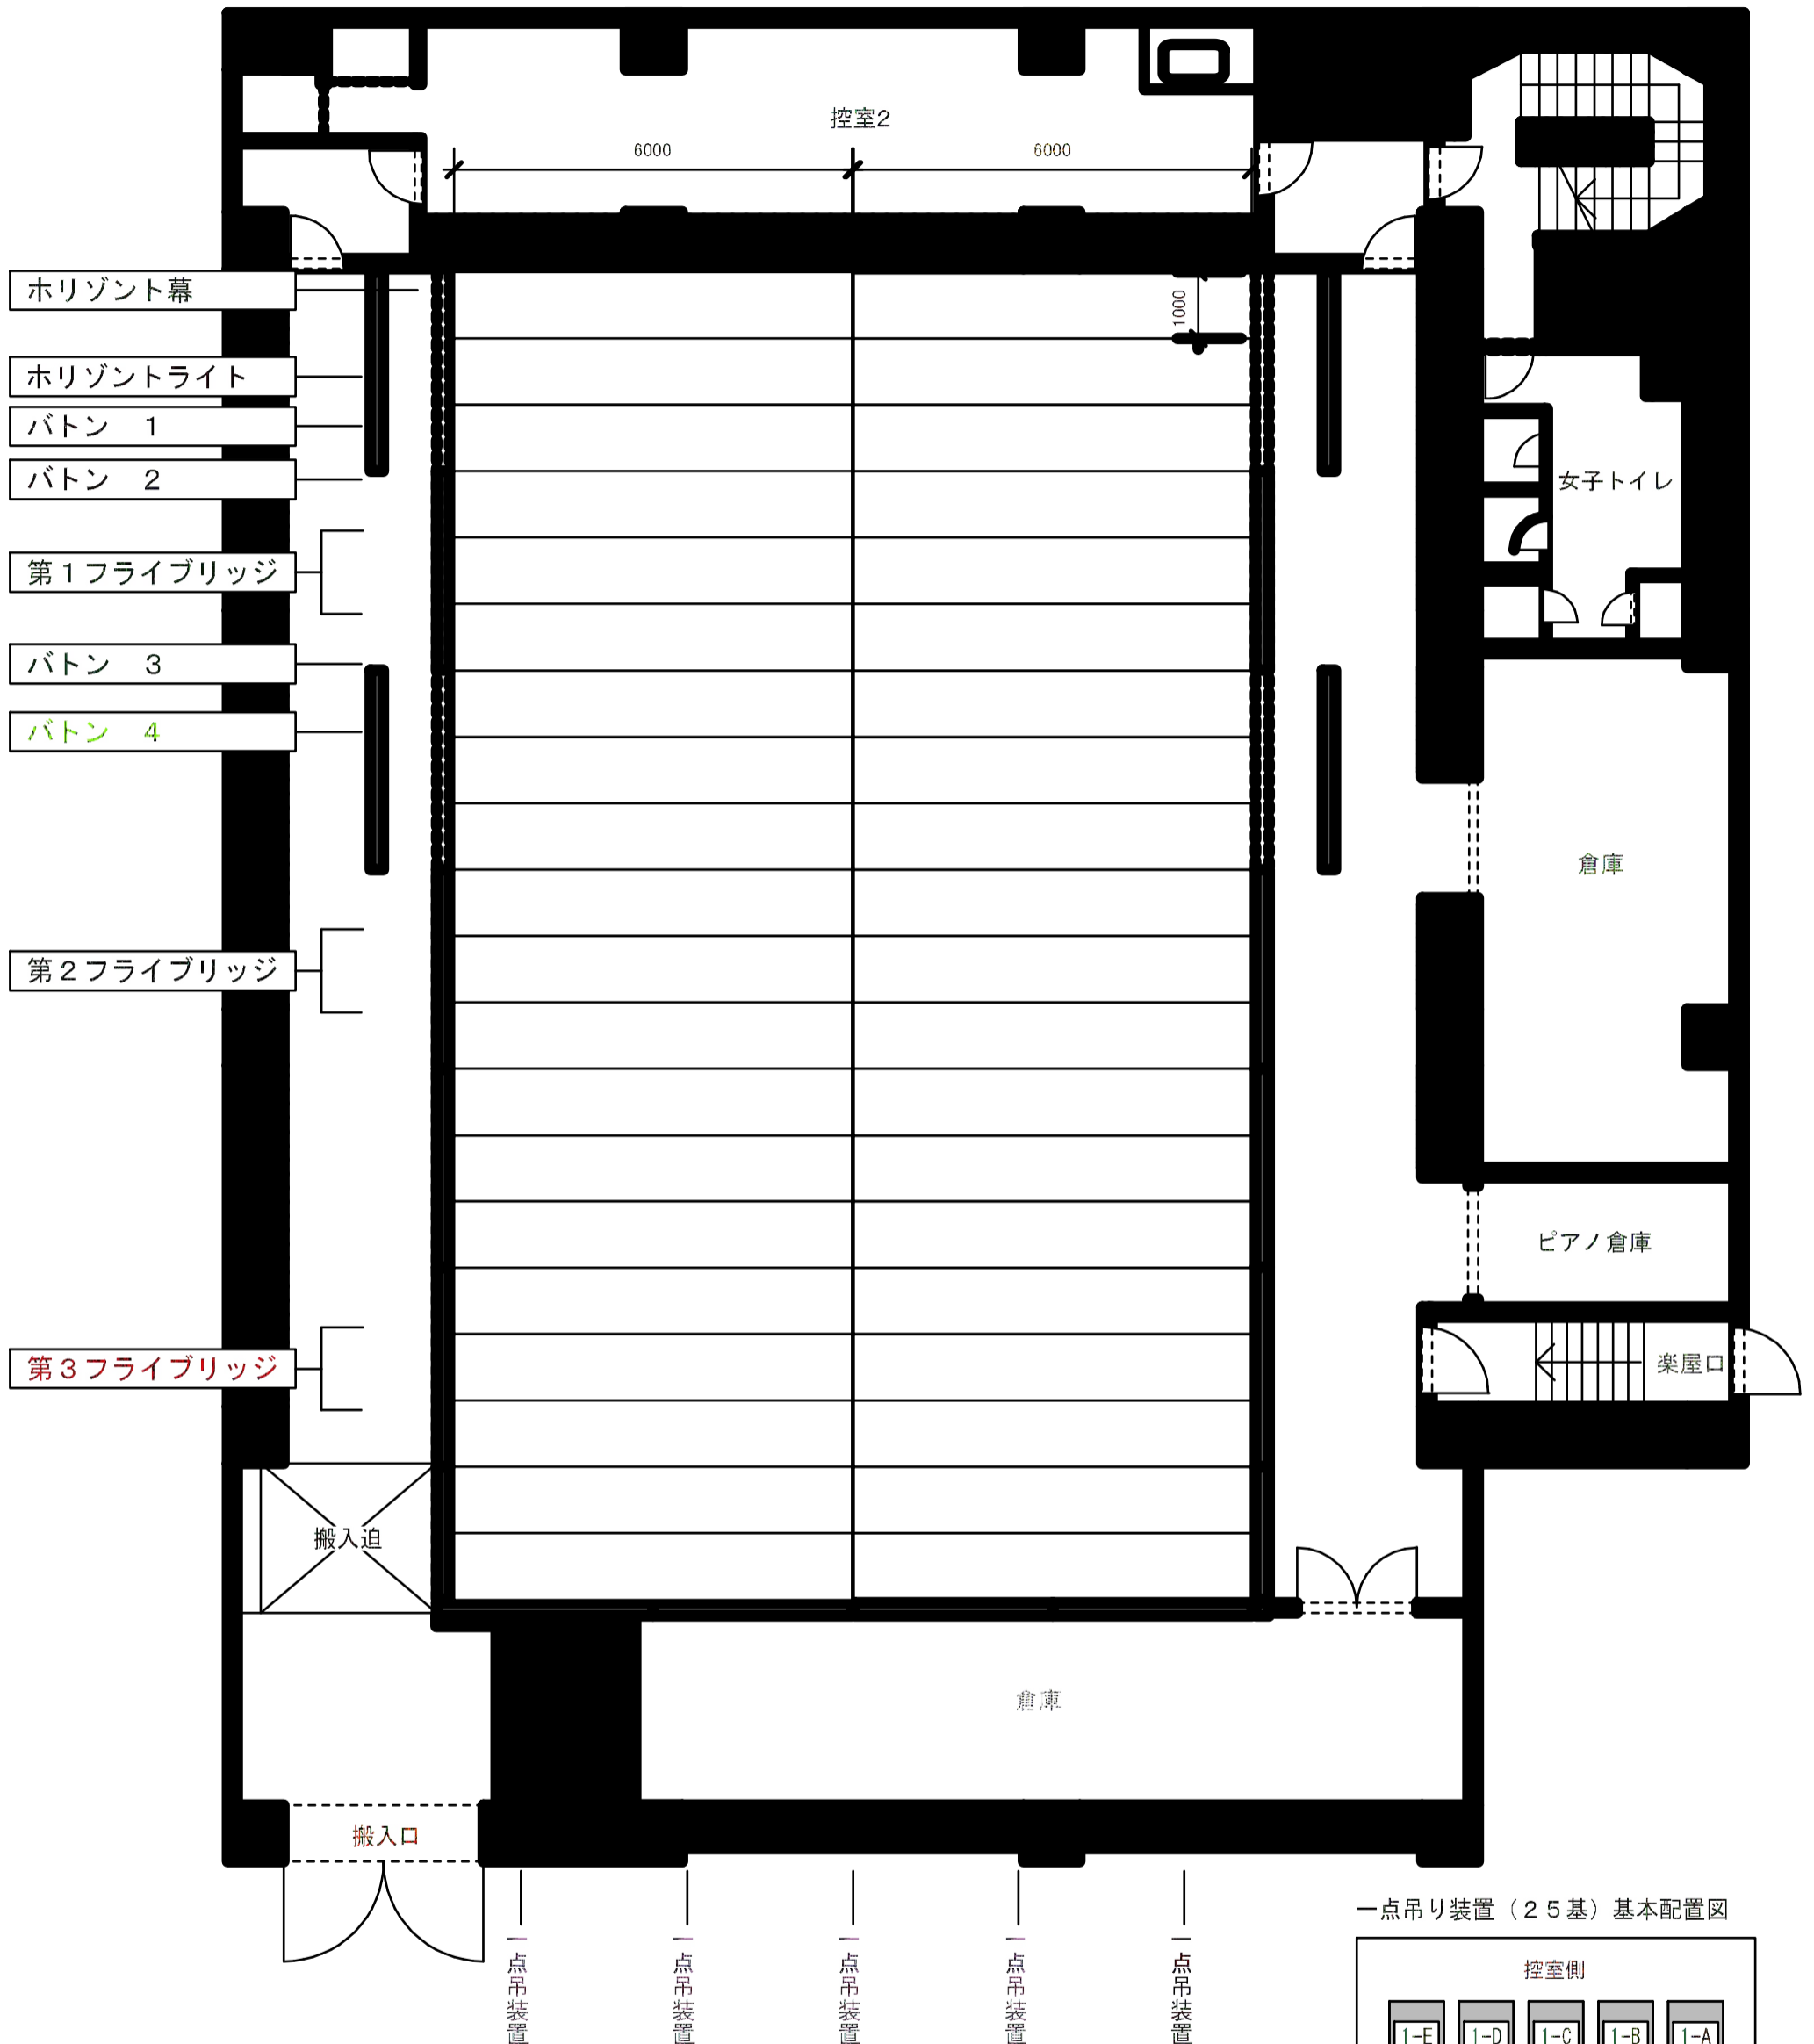 控室2
6000
6000
ホリゾント幕
1000
ホリゾントライト
バトン　1
バトン　2
女子トイレ
第1フライブリッジ
バトン　3
バトン　4
倉庫
第2フライブリッジ
ピアノ倉庫
第3フライブリッジ
楽屋口
搬入迫
倉庫
搬入口
一点吊り装置（25基）基本配置図
控室側
一点吊装置
一点吊装置
一点吊装置
一点吊装置
一点吊装置
1-E
1-D
1-C
1-B
1-A